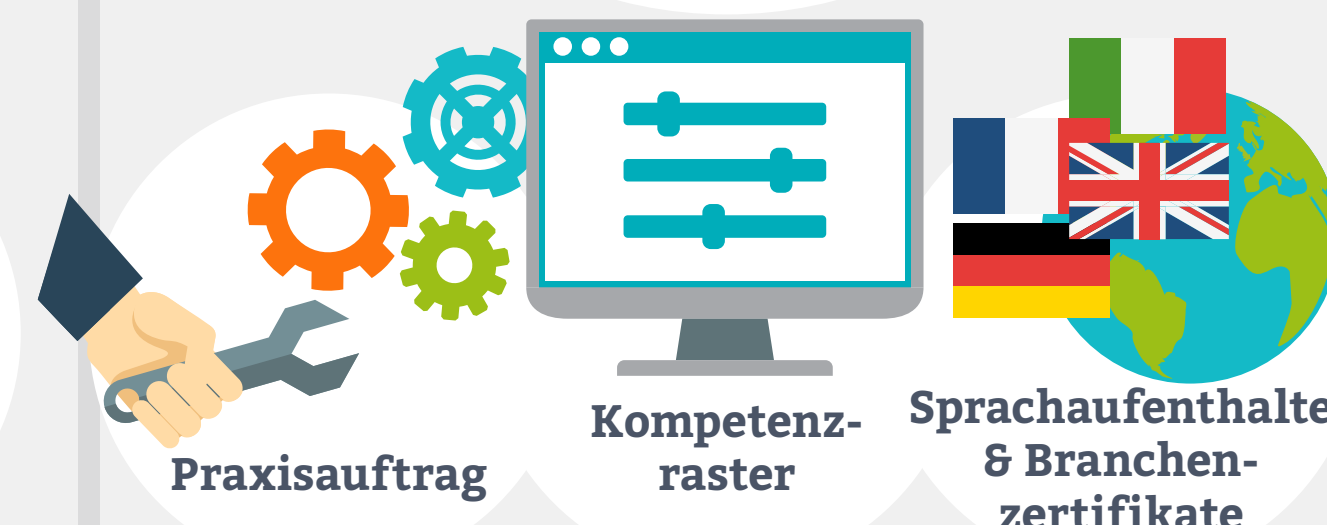 Praxisauftrag
Kompetenz-
raster
Sprachaufenthalte
& Branchen-
zertifikate